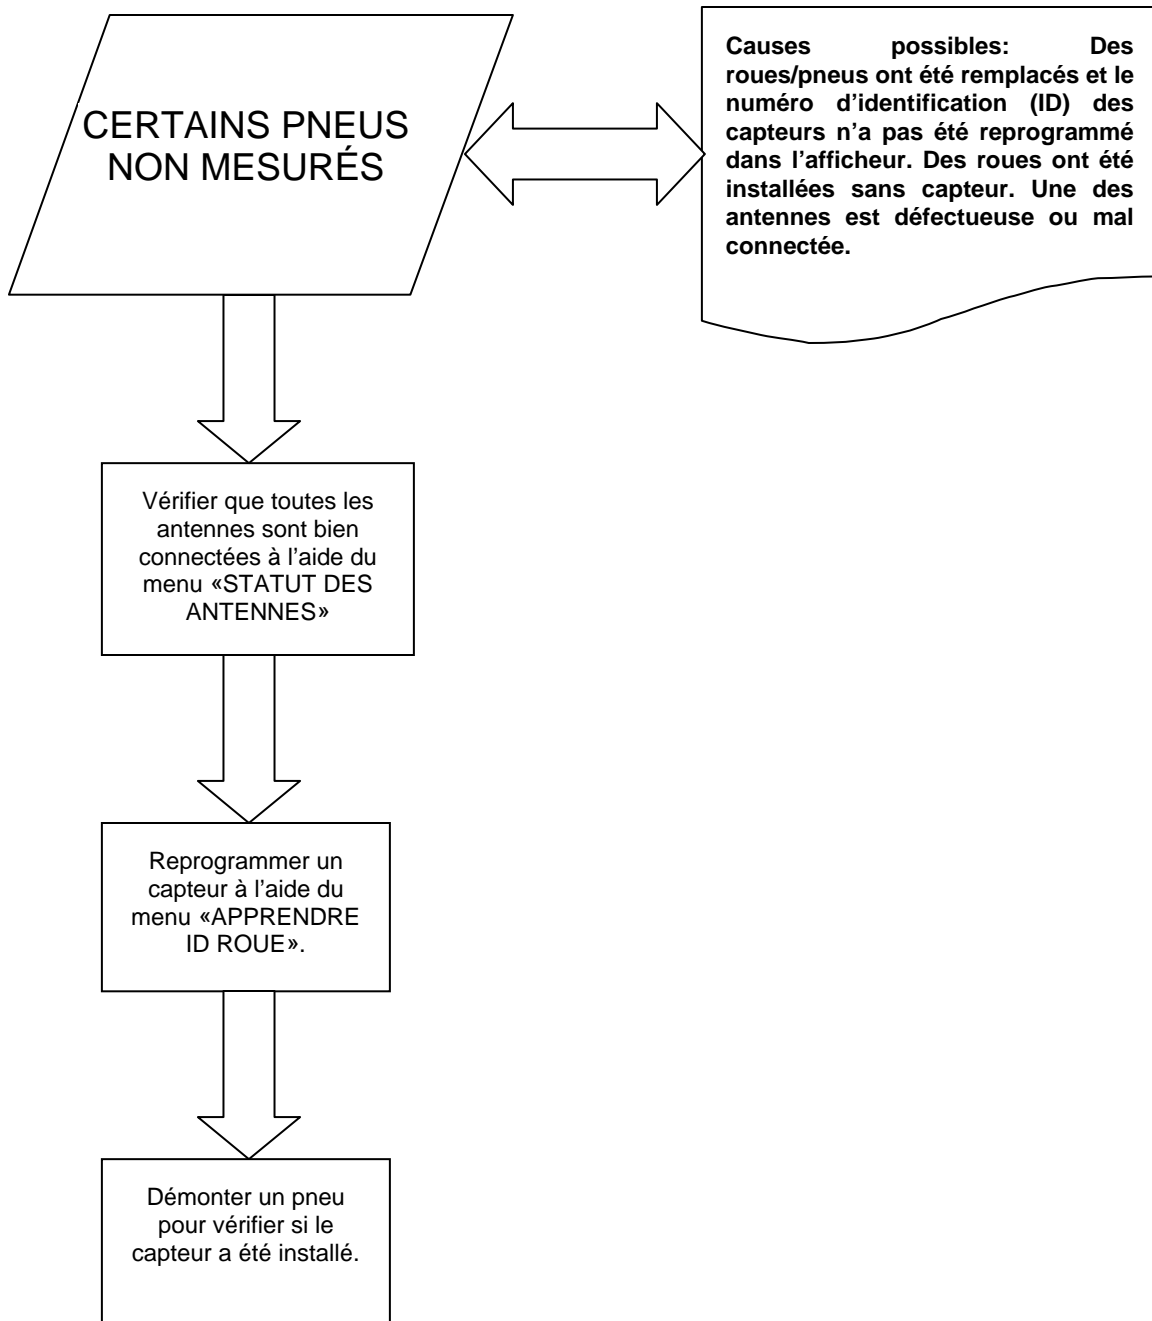 CERTAINS PNEUS
NON MESURÉS
Causes possibles: Des
roues/pneus ont été remplacés et le
numéro d’identification (ID) des
capteurs n’a pas été reprogrammé
dans l’afficheur. Des roues ont été
installées sans capteur. Une des
antennes est défectueuse ou mal
connectée.
Vérifier que toutes les
antennes sont bien
connectées à l’aide du
menu «STATUT DES
ANTENNES»
Reprogrammer un
capteur à l’aide du
menu «APPRENDRE
ID ROUE».
Démonter un pneu
pour vérifier si le
capteur a été installé.